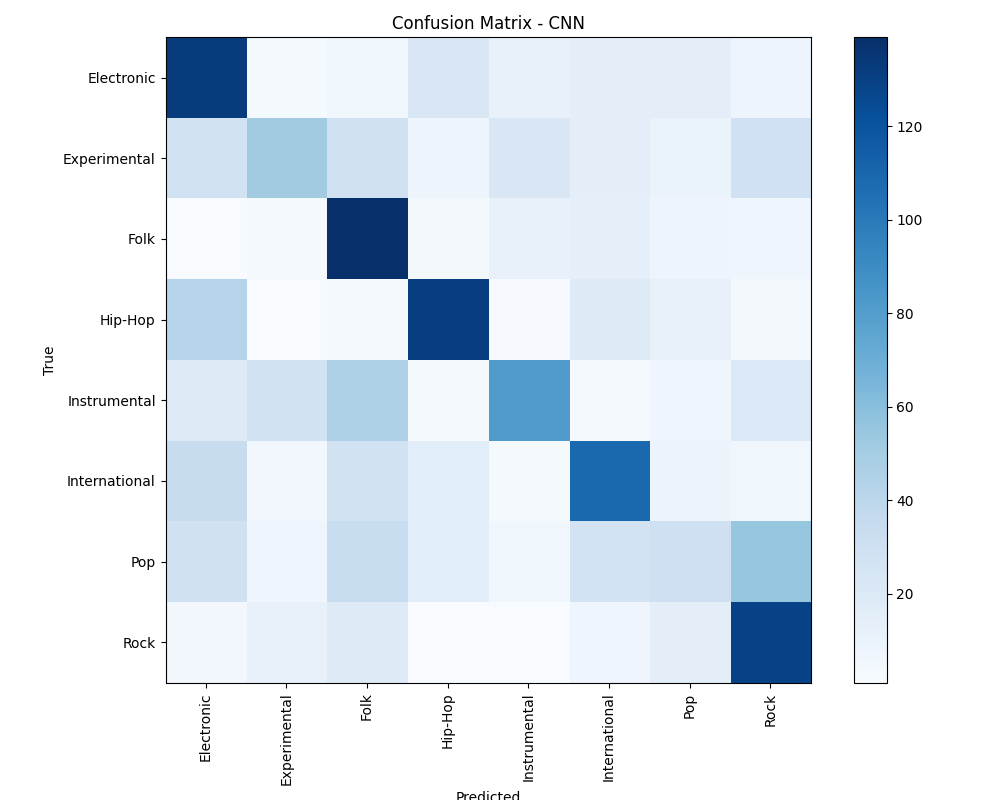 Confusion Matrix - CNN
Electronic
Experimental
Folk
Hip-Hop
Instrumental
International
Pop
Rock
True
Electronic
Experimental
Folk
Hip-Hop
Instrumental
International
Pop
Rock
Predicted
120
100
80
60
40
20